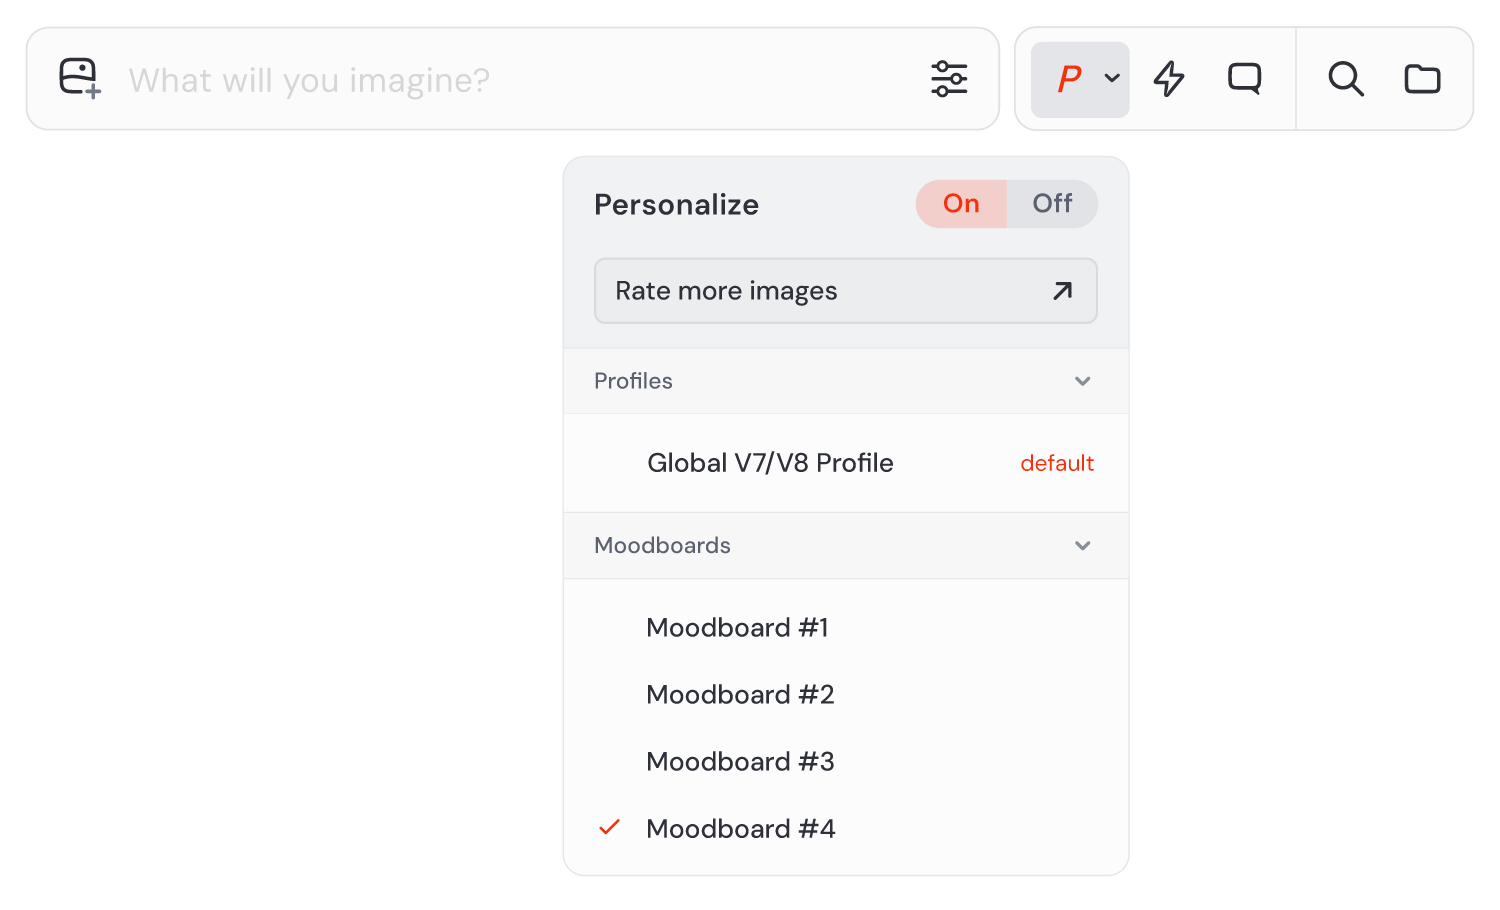 What will you imagine?
P
Personalize
On Off
Rate more images
Profiles
Global V7/V8 Profile default
Moodboards
Moodboard #1
Moodboard #2
Moodboard #3
Moodboard #4